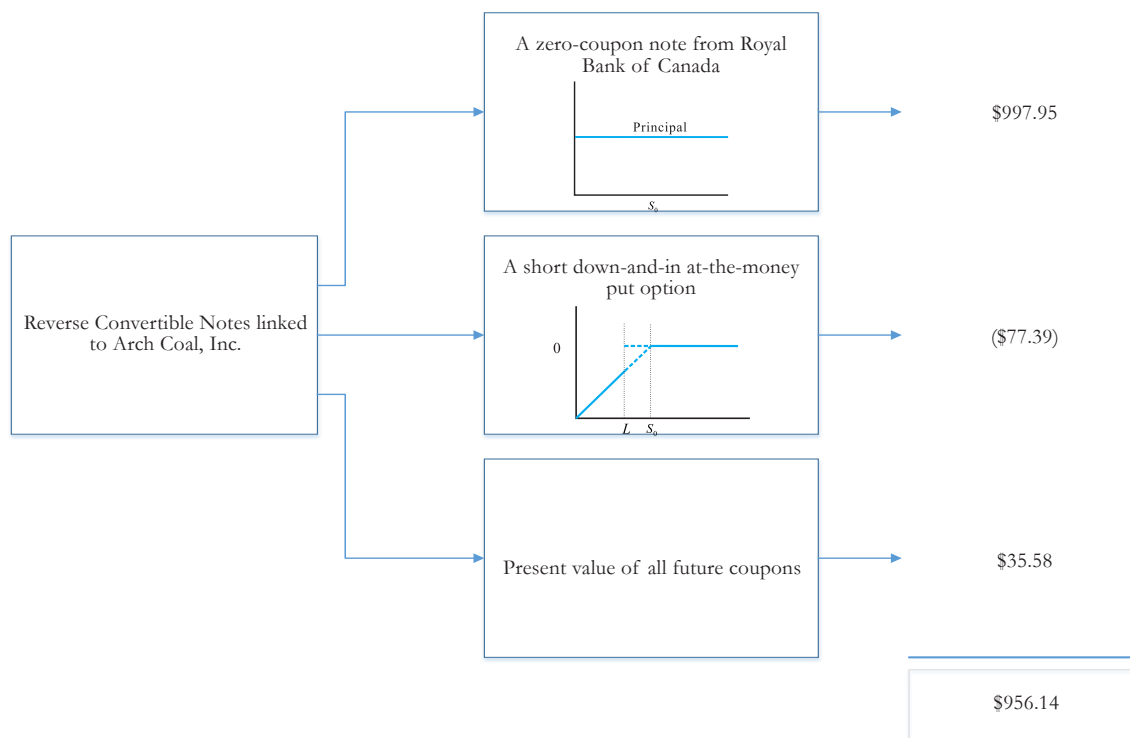 A zero-coupon note from Royal
Bank of Canada
Principal
S₀
$997.95
Reverse Convertible Notes linked
to Arch Coal, Inc.
A short down-and-in at-the-money
put option
0
L S₀
($77.39)
Present value of all future coupons
$35.58
$956.14